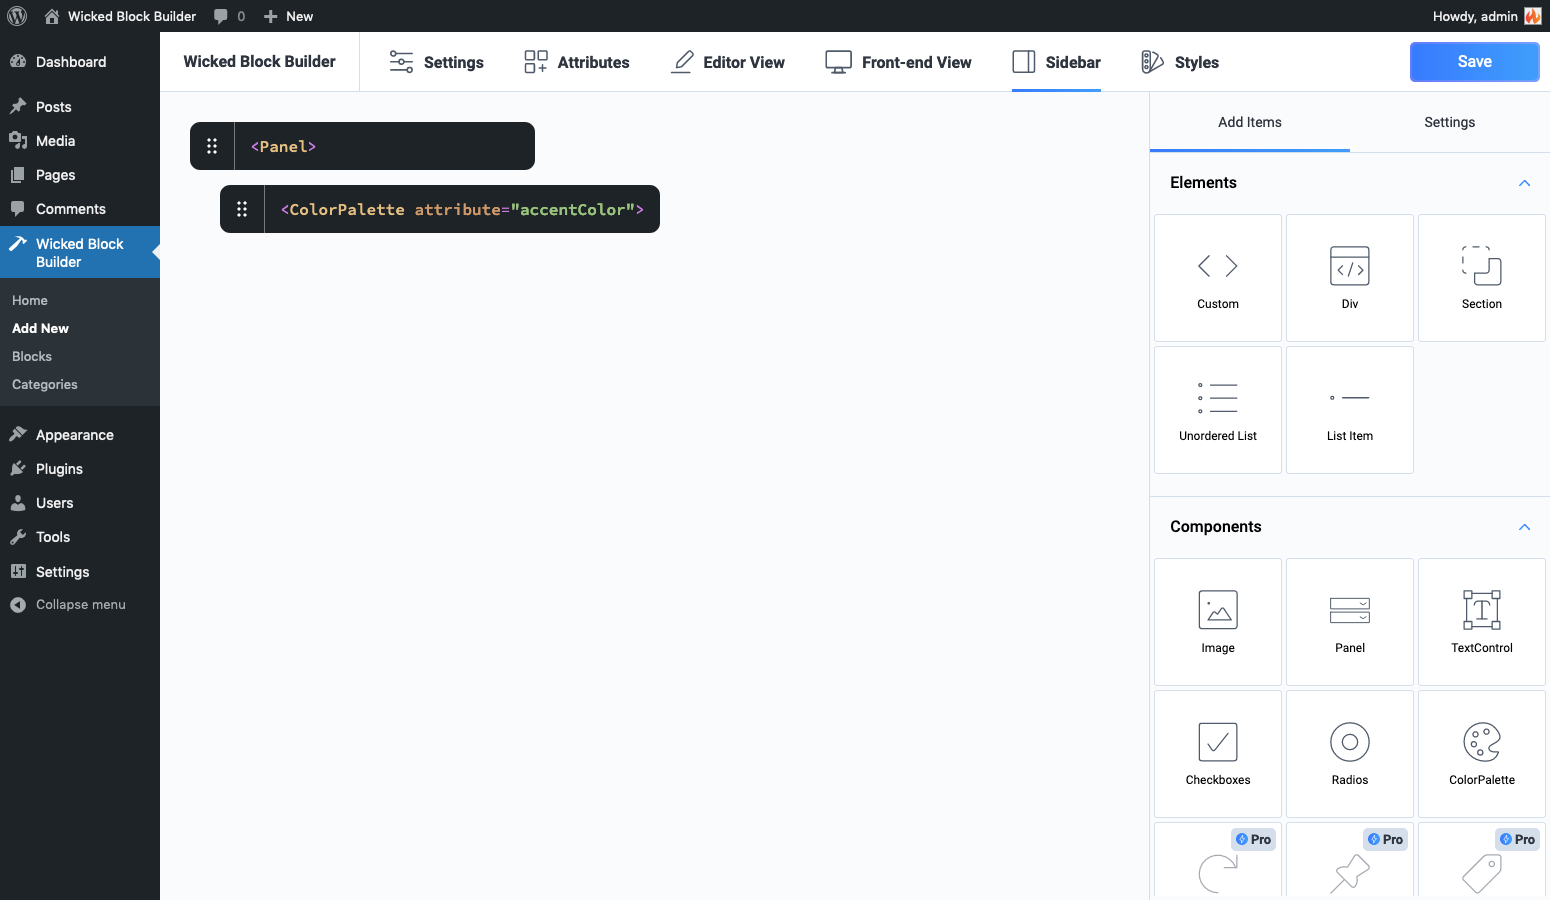 Wicked Block Builder
0
New
Howdy, admin
Dashboard
Posts
Media
Pages
Comments
Wicked Block
Builder
Home
Add New
Blocks
Categories
Appearance
Plugins
Users
Tools
Settings
Collapse menu
Wicked Block Builder
Settings
Attributes
Editor View
Front-end View
Sidebar
Styles
Save
<Panel>
<ColorPalette attribute="accentColor">
Add Items
Settings
Elements
Custom
Div
Section
Unordered List
List Item
Components
Image
Panel
TextControl
Checkboxes
Radios
ColorPalette
Pro
Pro
Pro